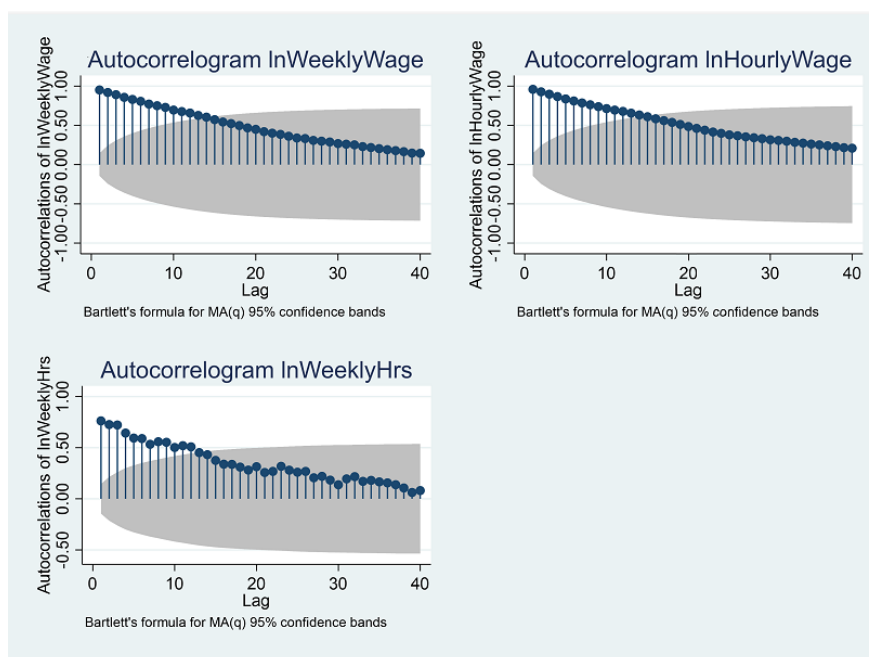 Autocorrelogram lnWeeklyWage
Autocorrelations of lnWeeklyWage
1.00
0.50
0.00
-0.50
-1.00
0 10 20 30 40
Lag
Bartlett's formula for MA(q) 95% confidence bands
Autocorrelogram lnHourlyWage
Autocorrelations of lnHourlyWage
1.00
0.50
0.00
-0.50
-1.00
0 10 20 30 40
Lag
Bartlett's formula for MA(q) 95% confidence bands
Autocorrelogram lnWeeklyHrs
Autocorrelations of lnWeeklyHrs
1.00
0.50
0.00
-0.50
0 10 20 30 40
Lag
Bartlett's formula for MA(q) 95% confidence bands